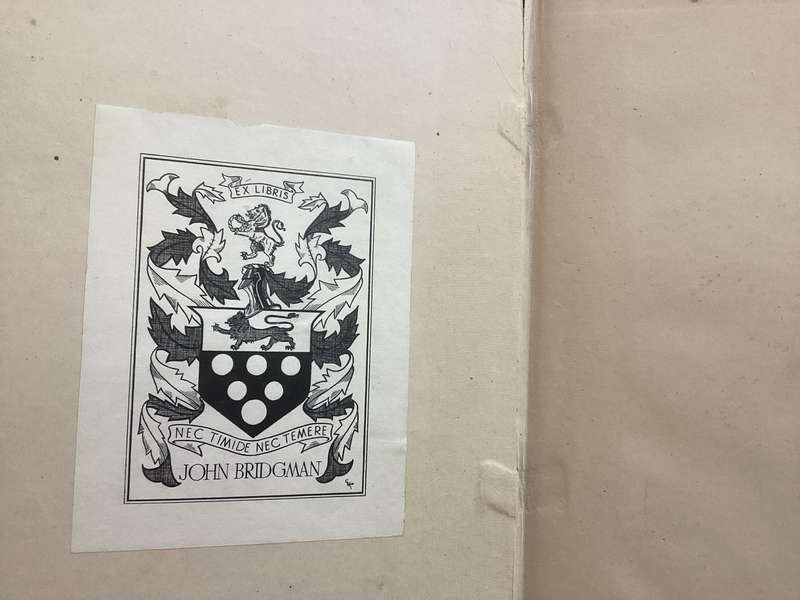 EX LIBRIS
NEC TIMIDE NEC TEMERE
JOHN BRIDGMAN